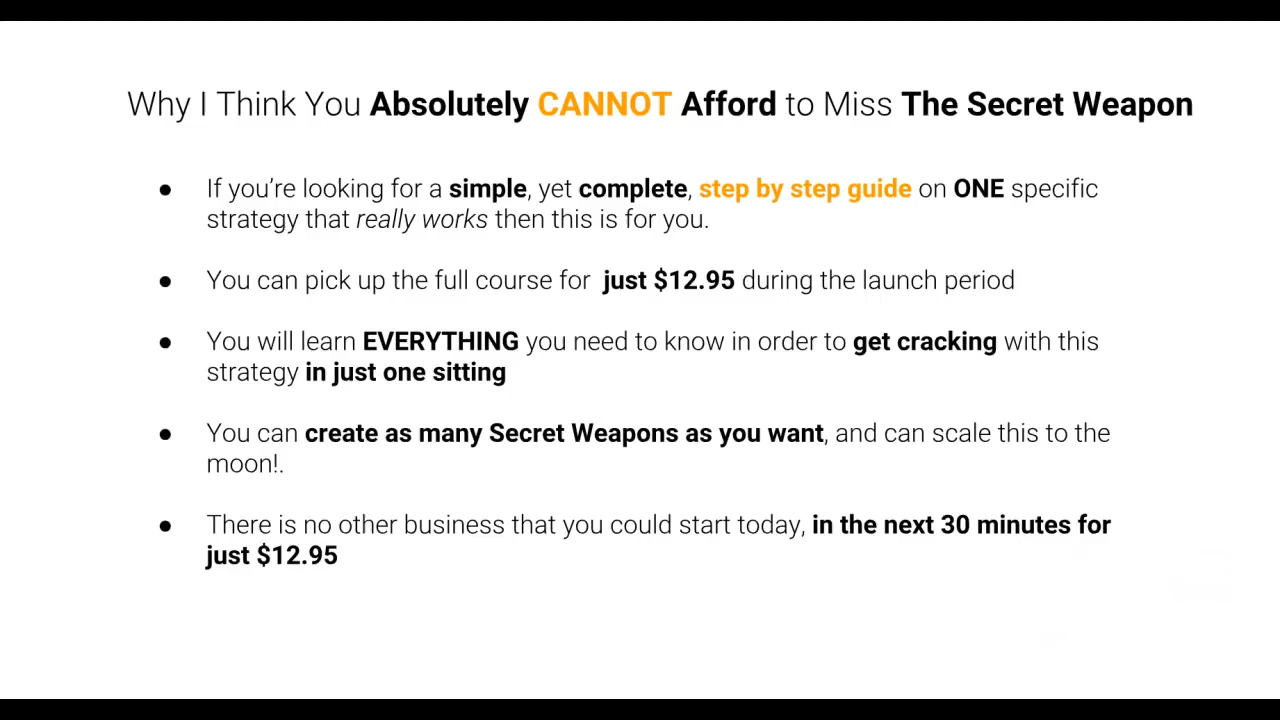 Why I Think You Absolutely CANNOT Afford to Miss The Secret Weapon
● If you’re looking for a simple, yet complete, step by step guide on ONE specific
strategy that really works then this is for you.
● You can pick up the full course for just $12.95 during the launch period
● You will learn EVERYTHING you need to know in order to get cracking with this
strategy in just one sitting
● You can create as many Secret Weapons as you want, and can scale this to the
moon!.
● There is no other business that you could start today, in the next 30 minutes for
just $12.95